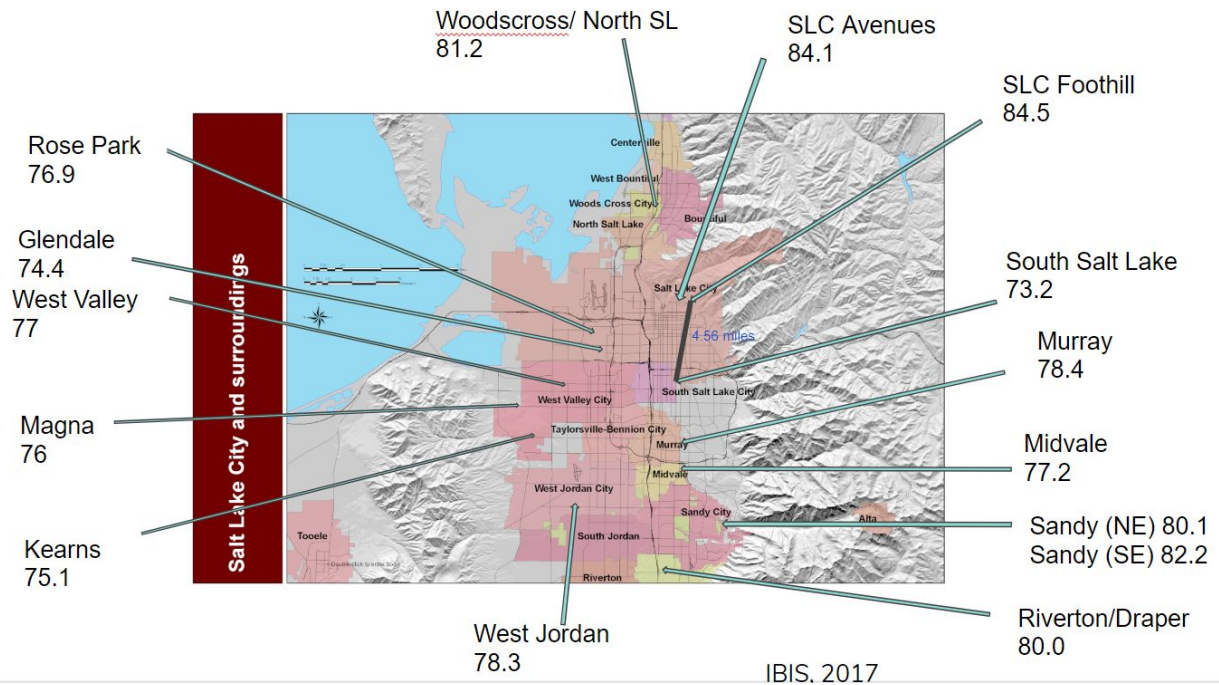 Woodscross/ North SL
81.2
SLC Avenues
84.1
SLC Foothill
84.5
Rose Park
76.9
Glendale
74.4
West Valley
77
Magna
76
Kearns
75.1
South Salt Lake
73.2
Murray
78.4
Midvale
77.2
Sandy (NE) 80.1
Sandy (SE) 82.2
Riverton/Draper
80.0
West Jordan
78.3
IBIS, 2017
Salt Lake City and surroundings
Centerville
West Bountiful
Woods Cross City
North Salt Lake
Bountiful
Salt Lake City
4.56 miles
South Salt Lake City
West Valley City
Taylorsville-Bennion City
Murray
Midvale
West Jordan City
Sandy City
Alta
South Jordan
Tooele
Riverton